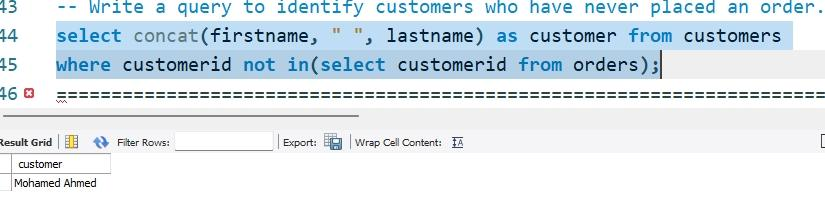 43 -- Write a query to identify customers who have never placed an order.
44 select concat(firstname, " ", lastname) as customer from customers
45 where customerid not in(select customerid from orders);
46 ======================================================================
Result Grid Filter Rows: Export: Wrap Cell Content: IA
customer
Mohamed Ahmed